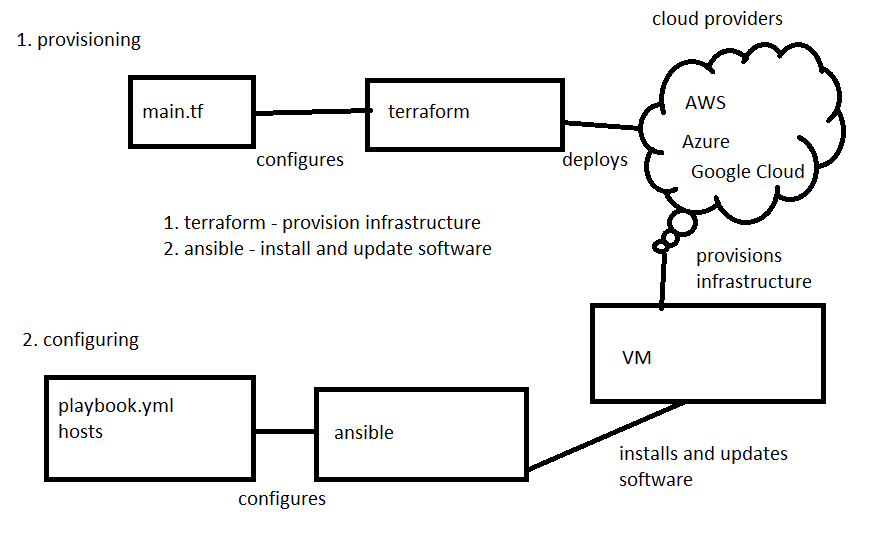 cloud providers
1. provisioning
main.tf
terraform
AWS
Azure
Google Cloud
configures
deploys
1. terraform - provision infrastructure
2. ansible - install and update software
provisions
infrastructure
2. configuring
VM
playbook.yml
hosts
ansible
installs and updates
software
configures